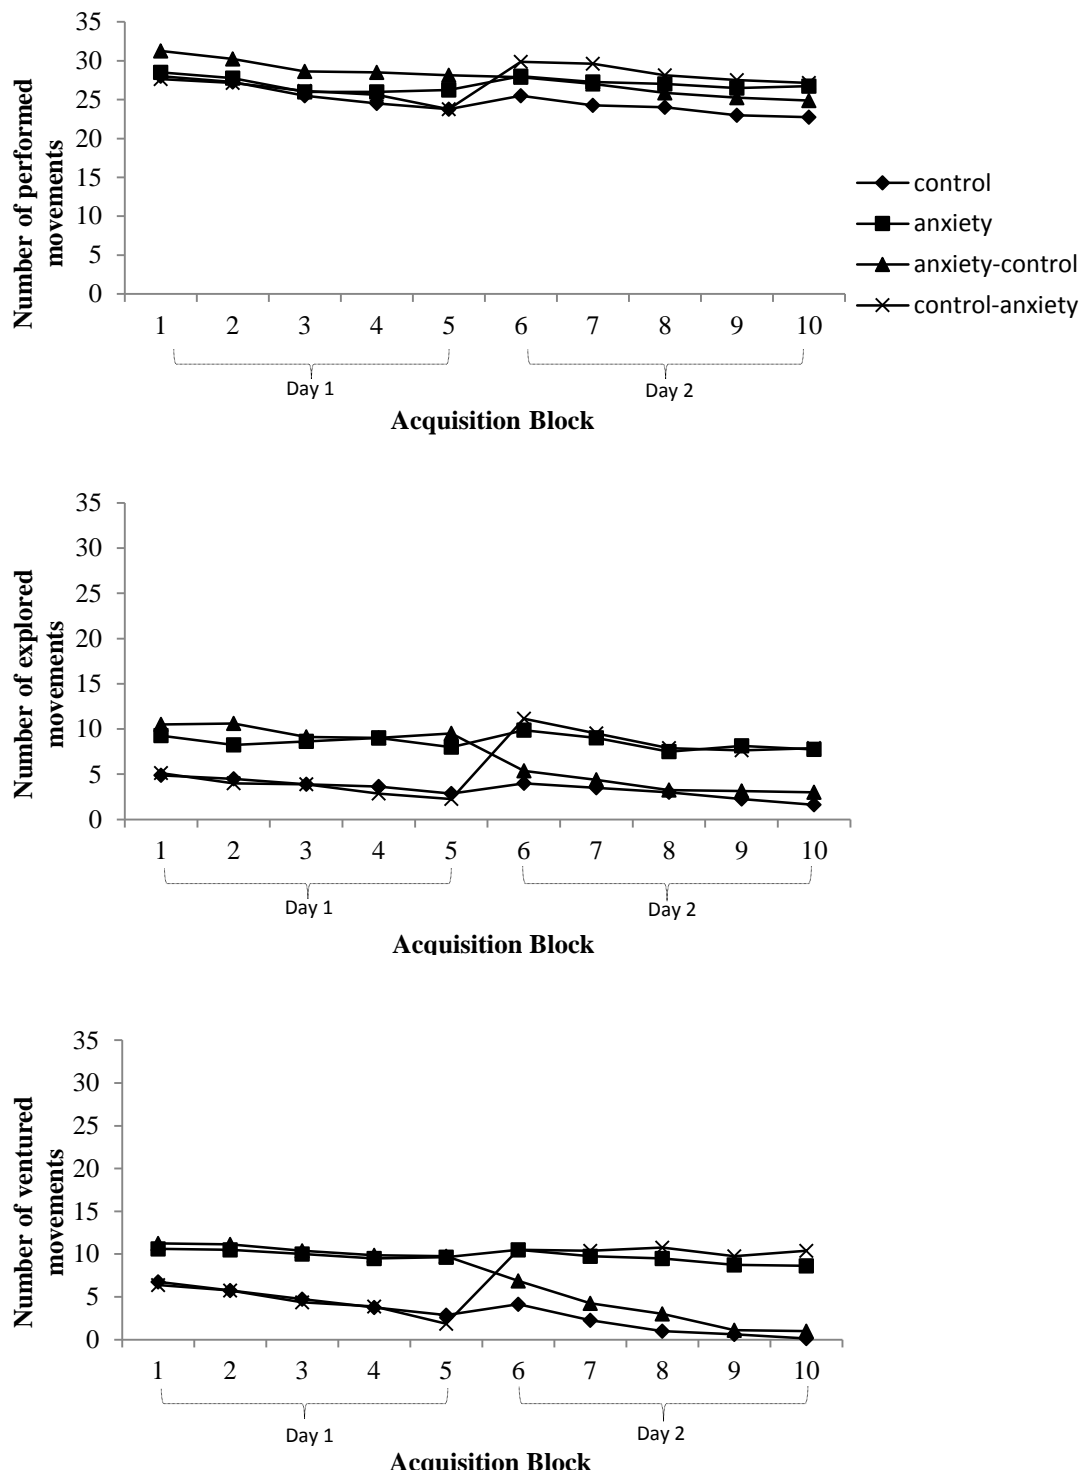 35
30
25
20
15
10
5
0
Number of performed
movements
control
anxiety
anxiety-control
control-anxiety
1 2 3 4 5 6 7 8 9 10
Day 1 Day 2
Acquisition Block
35
30
25
20
15
10
5
0
Number of explored
movements
1 2 3 4 5 6 7 8 9 10
Day 1 Day 2
Acquisition Block
35
30
25
20
15
10
5
0
Number of ventured
movements
1 2 3 4 5 6 7 8 9 10
Day 1 Day 2
Acquisition Block